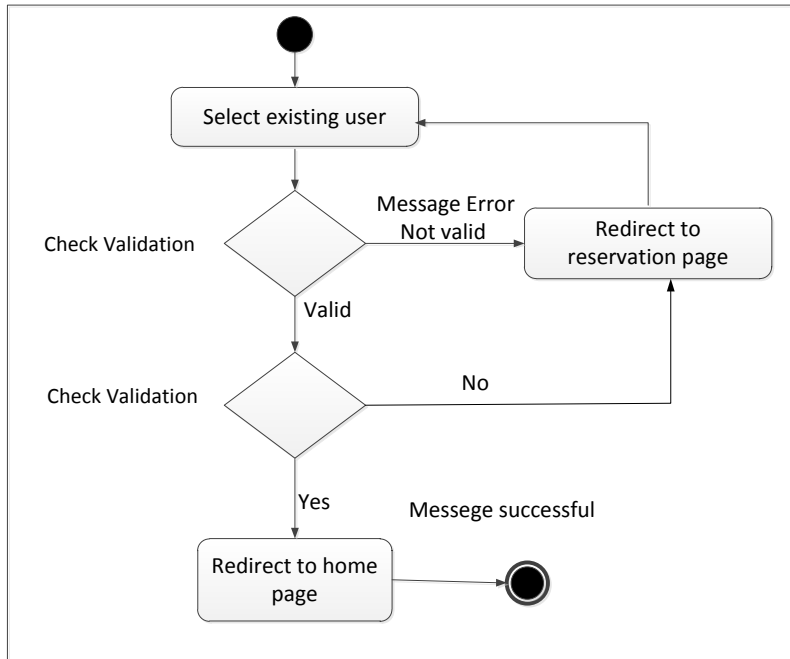 Select existing user
Message Error
Not valid
Check Validation
Redirect to
reservation page
Valid
Check Validation
No
Yes
Messege successful
Redirect to home
page